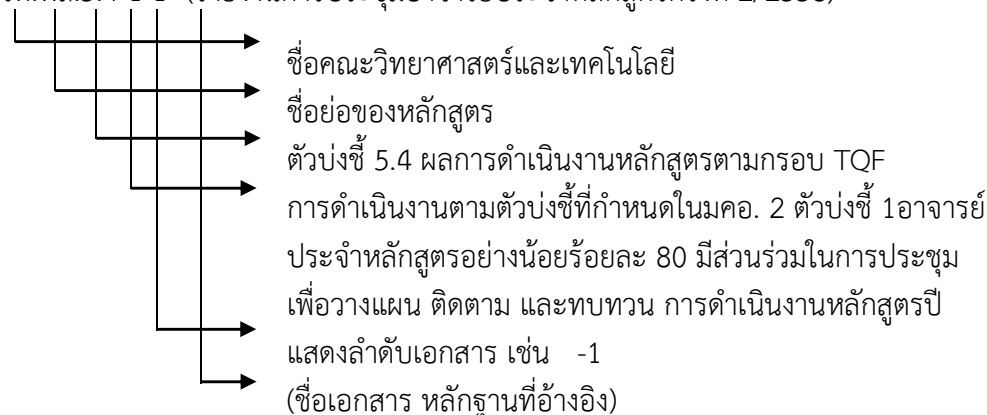 ชื่อคณะวิทยาศาสตร์และเทคโนโลยี
ชื่อย่อของหลักสูตร
ตัวบ่งชี้ 5.4 ผลการดำเนินงานหลักสูตรตามกรอบ TQF
การดำเนินงานตามตัวบ่งชี้ที่กำหนดในมคอ. 2 ตัวบ่งชี้ 1อาจารย์
ประจำหลักสูตรอย่างน้อยร้อยละ 80 มีส่วนร่วมในการประชุม
เพื่อวางแผน ติดตาม และทบทวน การดำเนินงานหลักสูตรปี
แสดงลำดับเอกสาร เช่น -1
(ชื่อเอกสาร หลักฐานที่อ้างอิง)